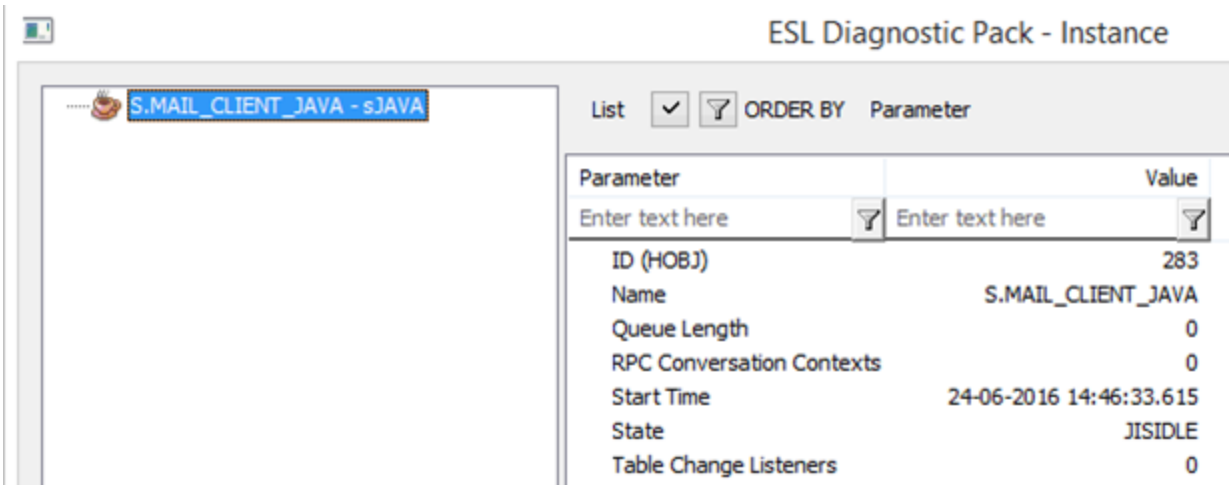 ESL Diagnostic Pack - Instance
S.MAIL_CLIENT_JAVA - sJAVA
List ORDER BY Parameter
Parameter Value
Enter text here Enter text here
ID (HOBJ) 283
Name S.MAIL_CLIENT_JAVA
Queue Length 0
RPC Conversation Contexts 0
Start Time 24-06-2016 14:46:33.615
State JISIDLE
Table Change Listeners 0